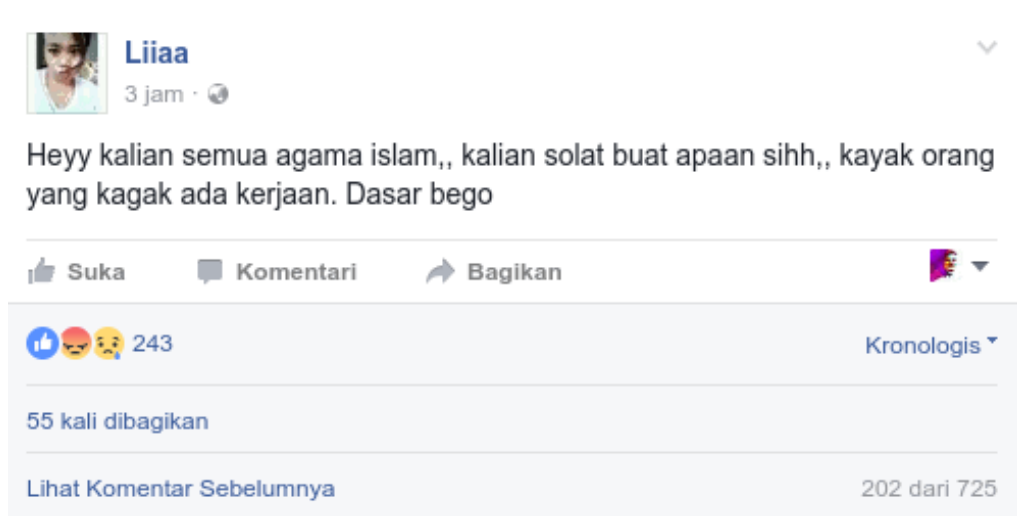 Liiaa
3 jam ·
Heyy kalian semua agama islam,, kalian solat buat apaan sihh,, kayak orang
yang kagak ada kerjaan. Dasar bego
Suka Komentari Bagikan
243 Kronologis
55 kali dibagikan
Lihat Komentar Sebelumnya 202 dari 725